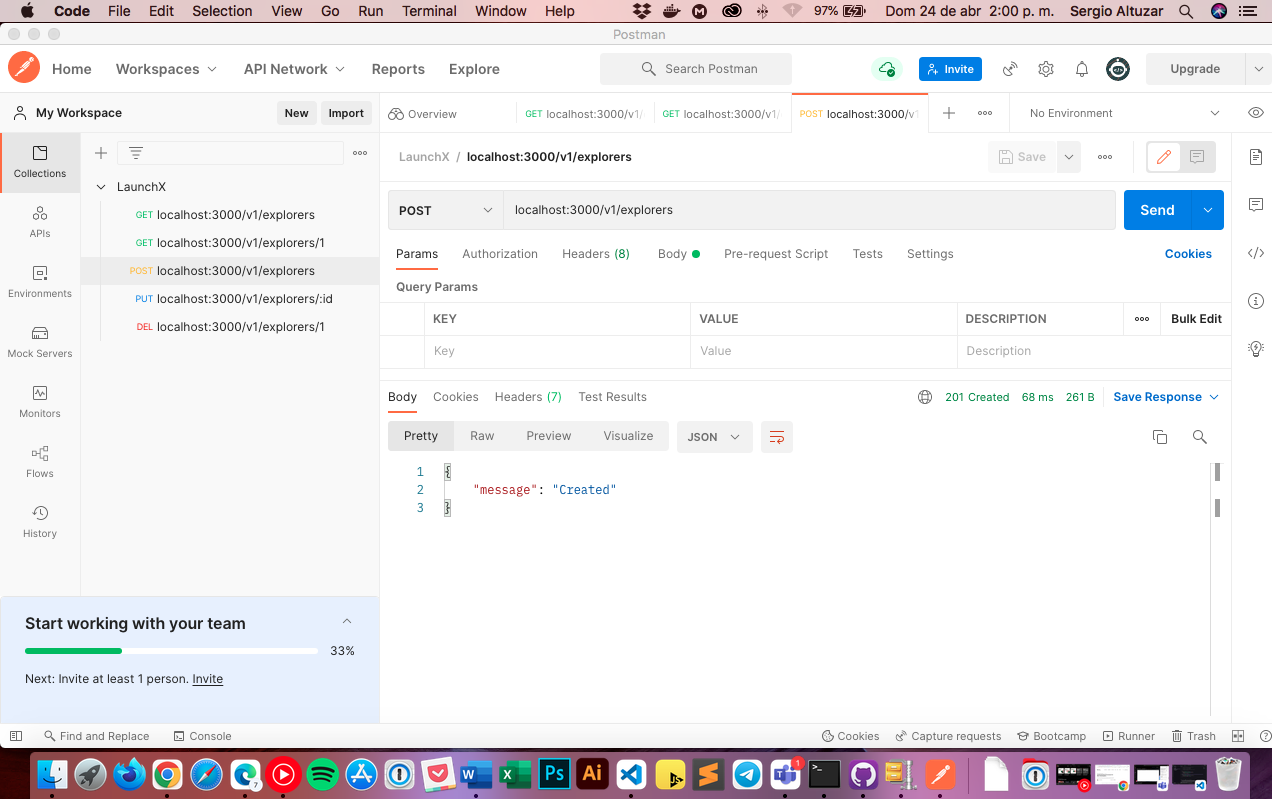 Code File Edit Selection View Go Run Terminal Window Help 97% Dom 24 de abr 2:00 p. m. Sergio Altuzar
Postman
Home Workspaces API Network Reports Explore Search Postman Invite Upgrade
My Workspace New Import Overview GET localhost:3000/v1/ GET localhost:3000/v1/ POST localhost:3000/v1 No Environment
Collections
APIs
Environments
Mock Servers
Monitors
Flows
History
LaunchX
GET localhost:3000/v1/explorers
GET localhost:3000/v1/explorers/1
POST localhost:3000/v1/explorers
PUT localhost:3000/v1/explorers/:id
DEL localhost:3000/v1/explorers/1
LaunchX / localhost:3000/v1/explorers Save
POST localhost:3000/v1/explorers Send
Params Authorization Headers (8) Body Pre-request Script Tests Settings Cookies
Query Params
KEY VALUE DESCRIPTION Bulk Edit
Key Value Description
Body Cookies Headers (7) Test Results 201 Created 68 ms 261 B Save Response
Pretty Raw Preview Visualize JSON
1 {
2 "message": "Created"
3 }
Start working with your team
33%
Next: Invite at least 1 person. Invite
Find and Replace Console Cookies Capture requests Bootcamp Runner Trash
7 W X Ps Ai 1